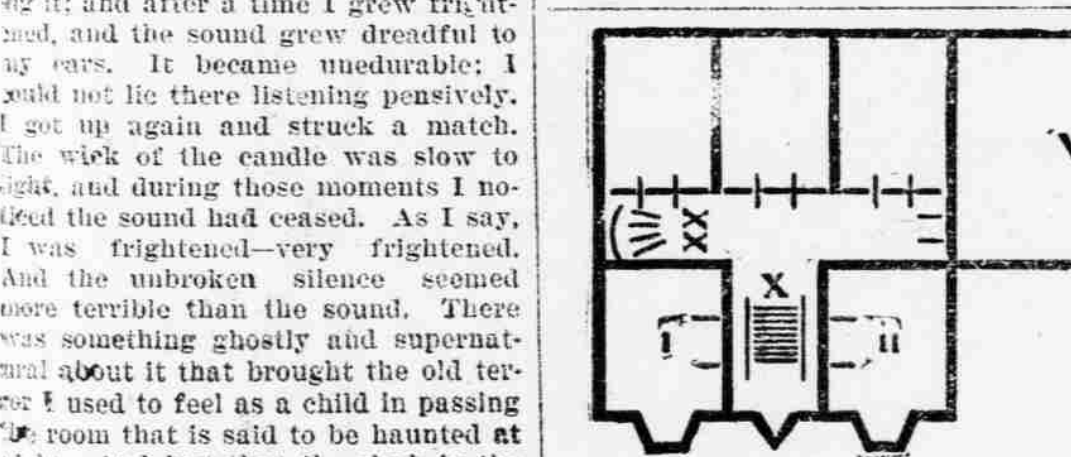 it; and after a time I grew fright-
ened, and the sound grew dreadful to
my ears. It became unedurable; I
could not lie there listening pensively.
I got up again and struck a match.
The wick of the candle was slow to
light, and during those moments I no-
ticed the sound had ceased. As I say,
I was frightened—very frightened.
And the unbroken silence seemed
more terrible than the sound. There
was something ghostly and supernat-
ural about it that brought the old ter-
ror I used to feel as a child in passing
the room that is said to be haunted at
XX
X
I
II